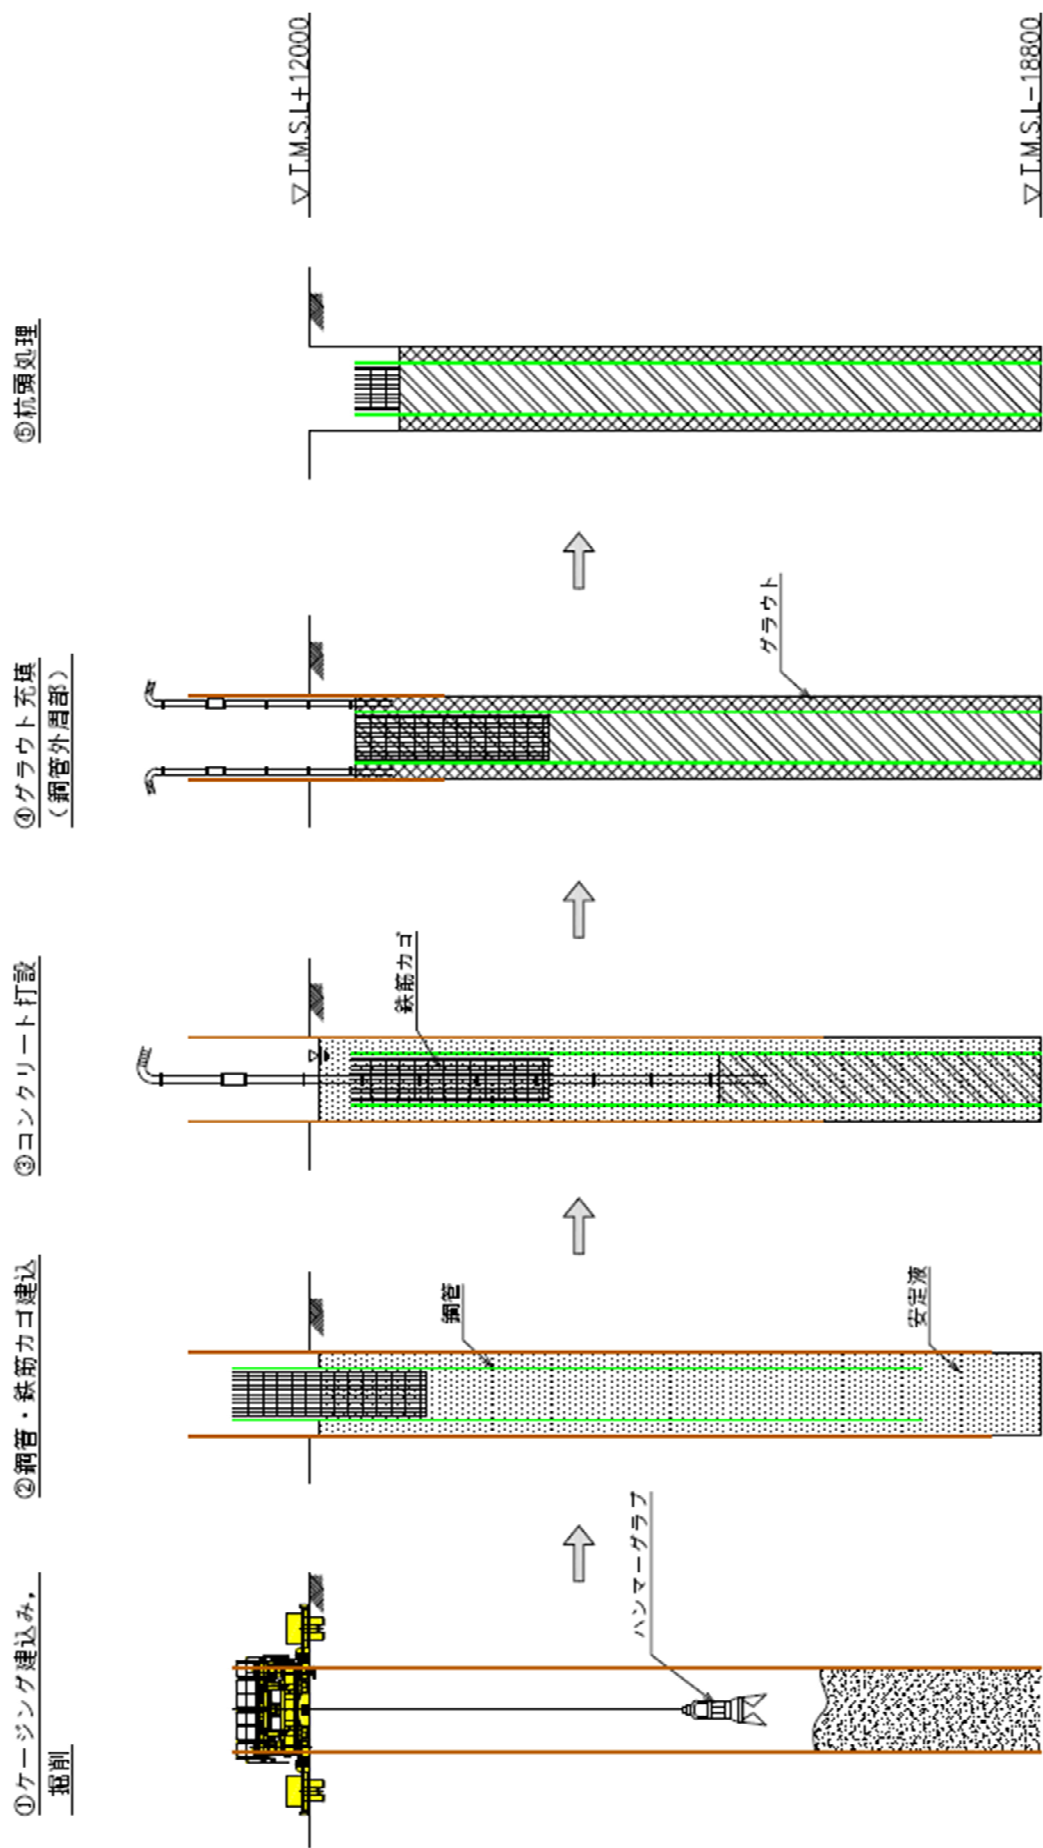 ①ケージング建込み，
掘削
ハンマーグラブ
②鋼管・鉄筋カゴ建込
鋼管
安定液
③コンクリート打設
鉄筋カゴ
④グラウト充填
（鋼管外周部）
グラウト
⑤杭頭処理
▽T.M.S.L+12000
▽T.M.S.L−18800